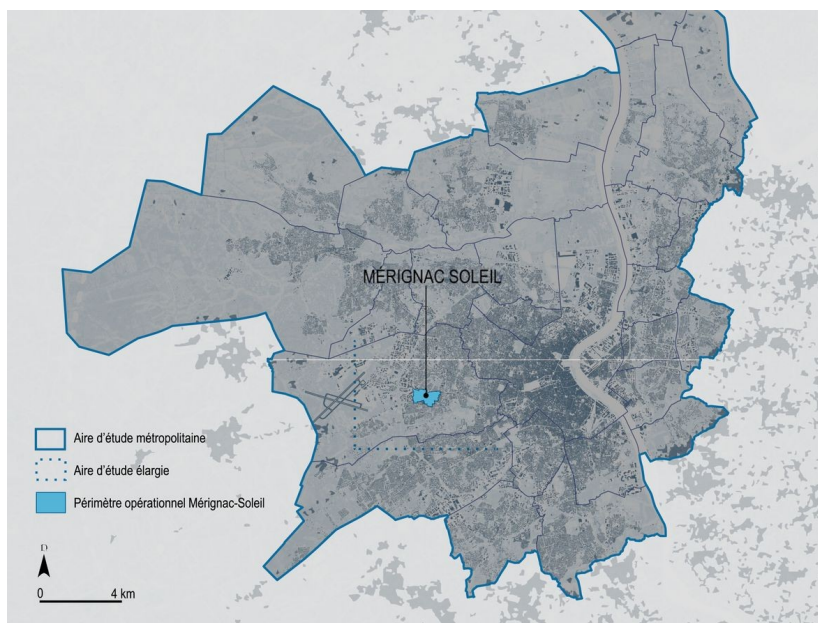 MÉRIGNAC SOLEIL
Aire d'étude métropolitaine
Aire d'étude élargie
Périmètre opérationnel Mérignac-Soleil
0 4 km